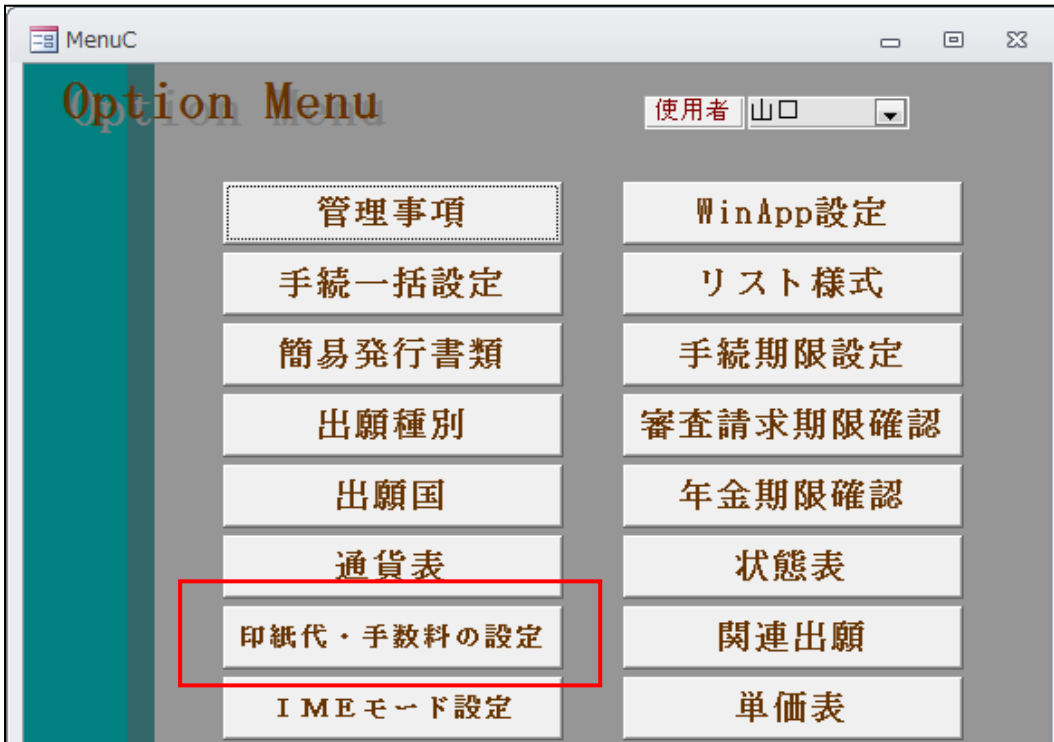 MenuC
Option Menu
使用者 山口
管理事項 WinApp設定
手続一括設定 リスト様式
簡易発行書類 手続期限設定
出願種別 審査請求期限確認
出願国 年金期限確認
通貨表 状態表
印紙代・手数料の設定 関連出願
ＩＭＥモード設定 単価表